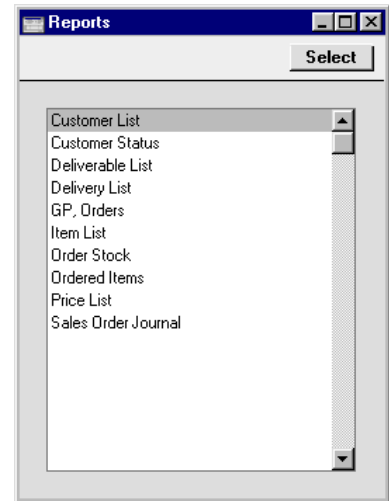 Reports
Select
Customer List
Customer Status
Deliverable List
Delivery List
GP, Orders
Item List
Order Stock
Ordered Items
Price List
Sales Order Journal